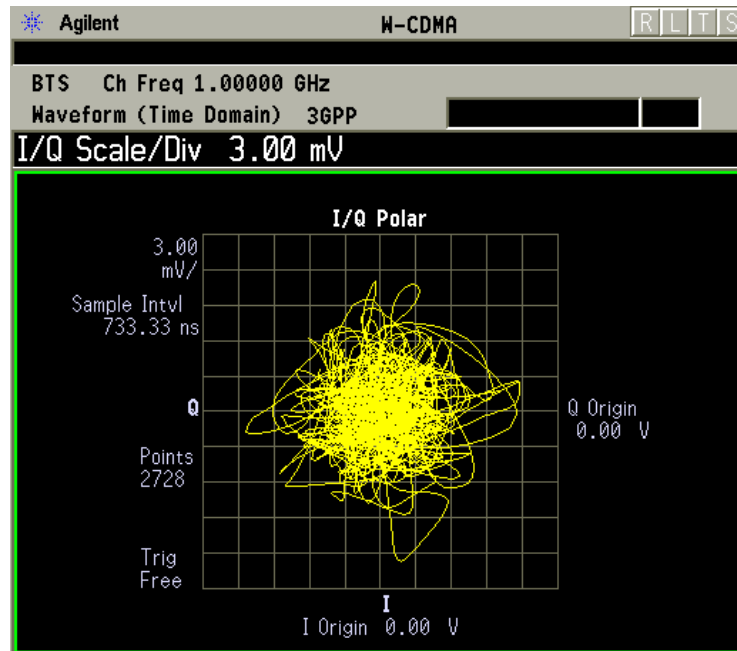 Agilent W-CDMA R L T S
BTS Ch Freq 1.00000 GHz
Waveform (Time Domain) 3GPP
I/Q Scale/Div 3.00 mV
I/Q Polar
3.00
mV/
Sample Intvl
733.33 ns
Q
Q Origin
0.00 V
Points
2728
Trig
Free
I
I Origin 0.00 V